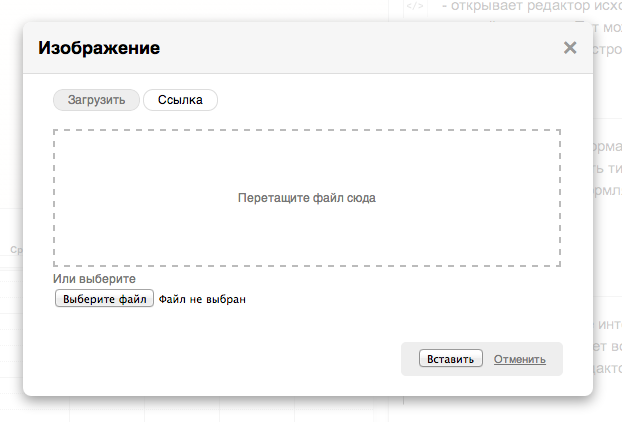 </> - открывает редактор исхо
Изображение
Загрузить Ссылка
Перетащите файл сюда
Или выберите
Выберите файл Файл не выбран
Вставить Отменить